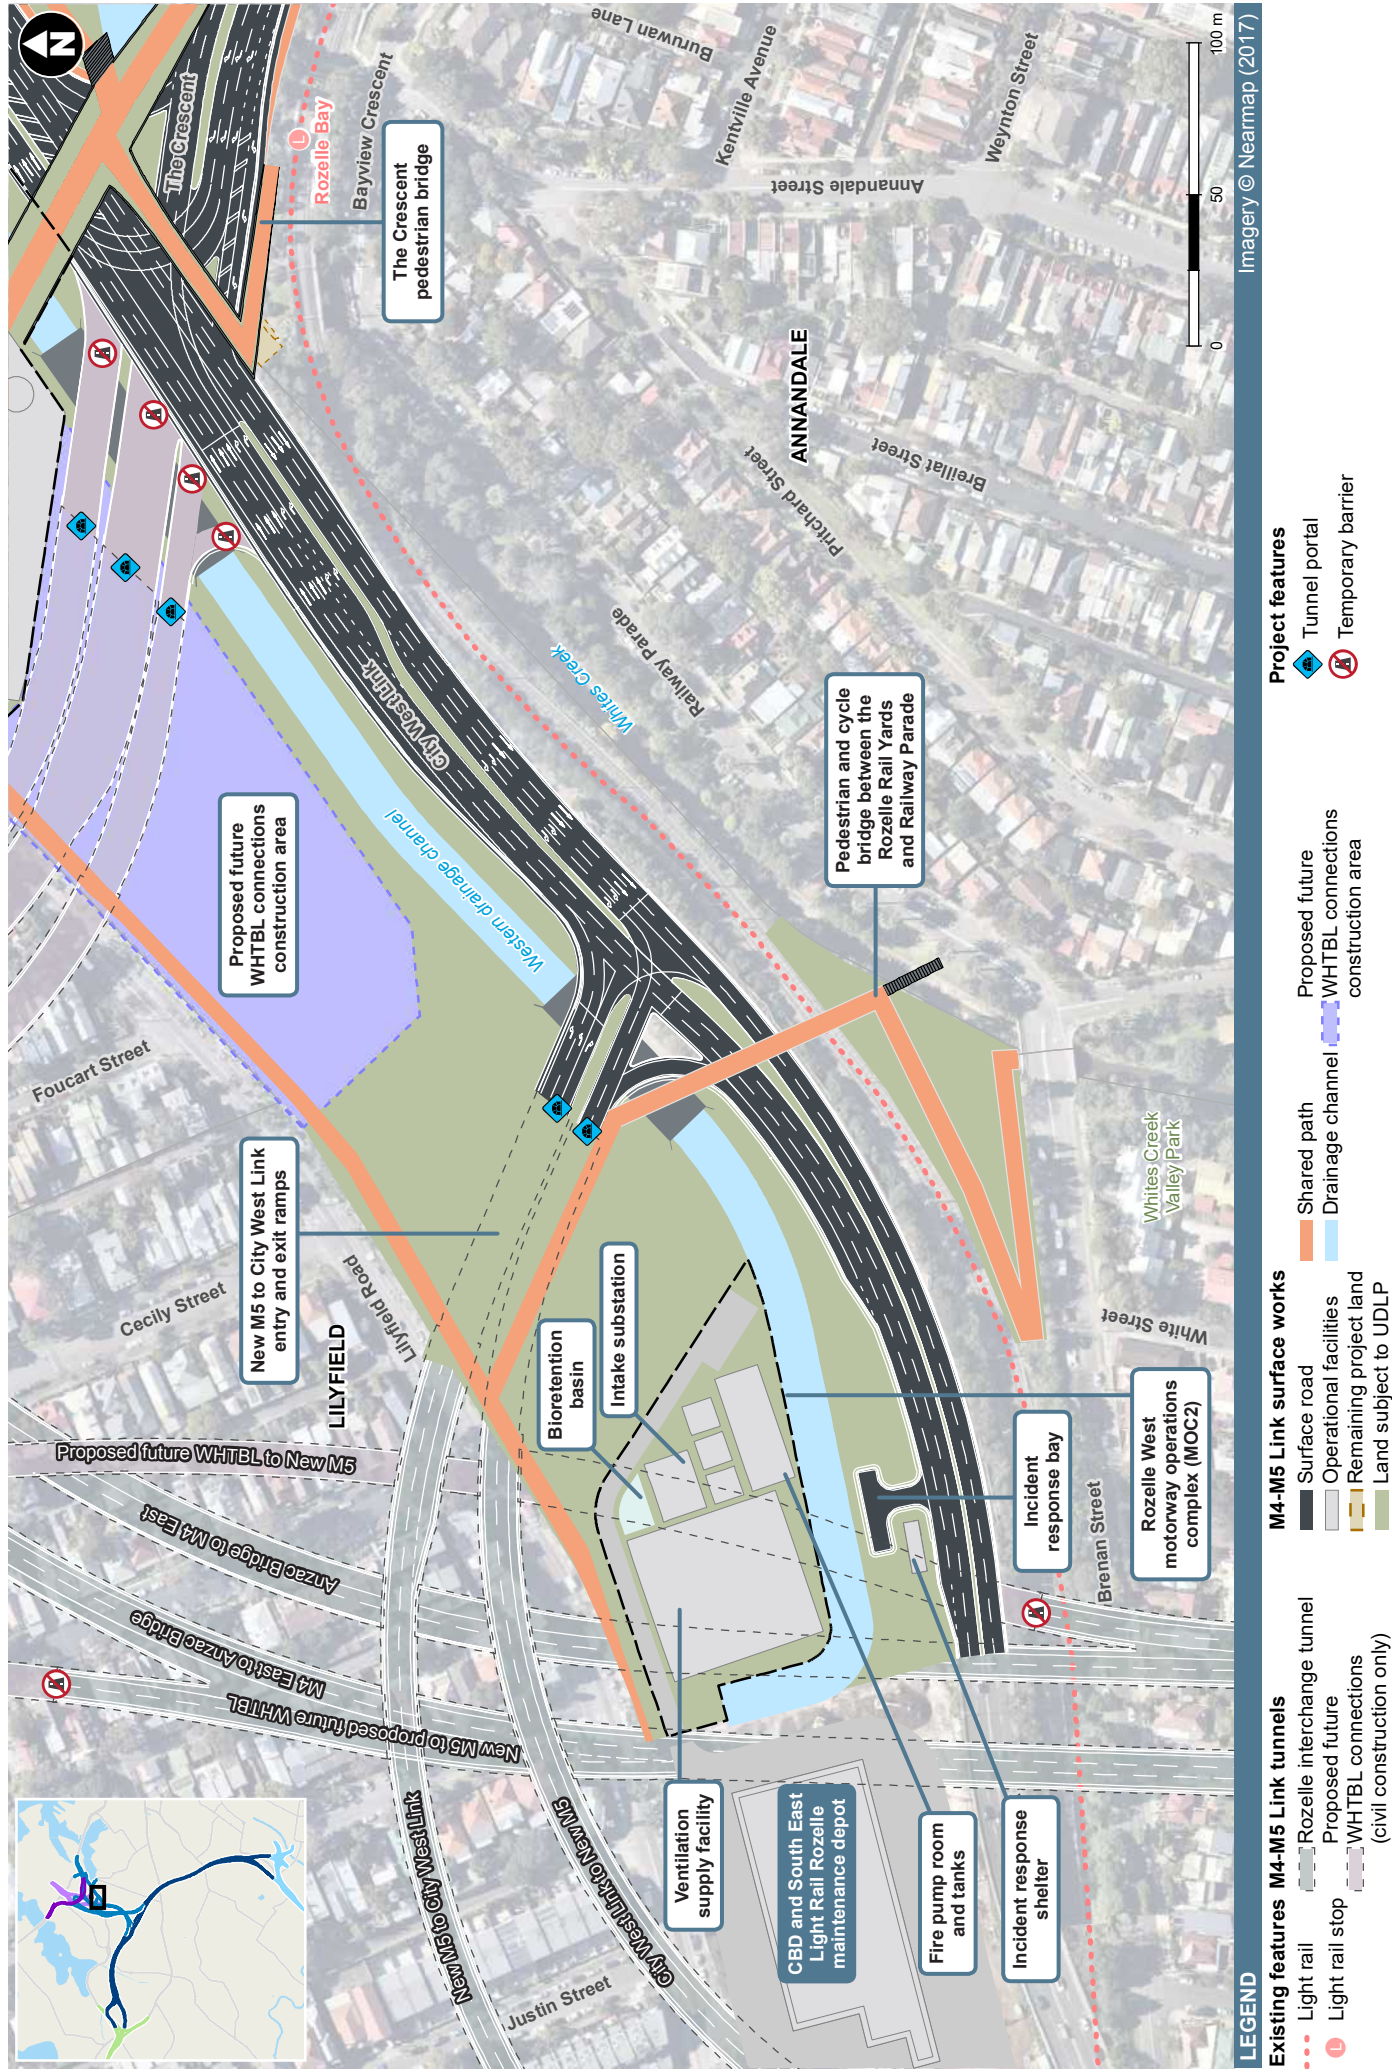 N
The Crescent
Rozelle Bay
L
Bayview Crescent
Buruwan Lane
Kentville Avenue
Weynton Street
Annandale Street
The Crescent
pedestrian bridge
ANNANDALE
Pritchard Street
Breillat Street
Railway Parade
Whites Creek
City West Link
Western drainage channel
Proposed future
WHTBL connections
construction area
Pedestrian and cycle
bridge between the
Rozelle Rail Yards
and Railway Parade
Foucart Street
New M5 to City West Link
entry and exit ramps
Cecily Street
Lilyfield Road
LILYFIELD
Whites Creek
Valley Park
White Street
Bioretention
basin
Intake substation
Proposed future WHTBL to New M5
Anzac Bridge to M4 East
M4 East to Anzac Bridge
New M5 to proposed future WHTBL
New M5 to City West Link
City West Link to New M5
Justin Street
Incident
response bay
Rozelle West
motorway operations
complex (MOC2)
Brenan Street
Ventilation
supply facility
CBD and South East
Light Rail Rozelle
maintenance depot
Fire pump room
and tanks
Incident response
shelter
0
50
100 m
LEGEND
Imagery © Nearmap (2017)
Existing features
Light rail
L
Light rail stop
M4-M5 Link tunnels
Rozelle interchange tunnel
Proposed future
WHTBL connections
(civil construction only)
M4-M5 Link surface works
Surface road
Operational facilities
Remaining project land
Land subject to UDLP
Shared path
Drainage channel
Proposed future
WHTBL connections
construction area
Project features
Tunnel portal
Temporary barrier